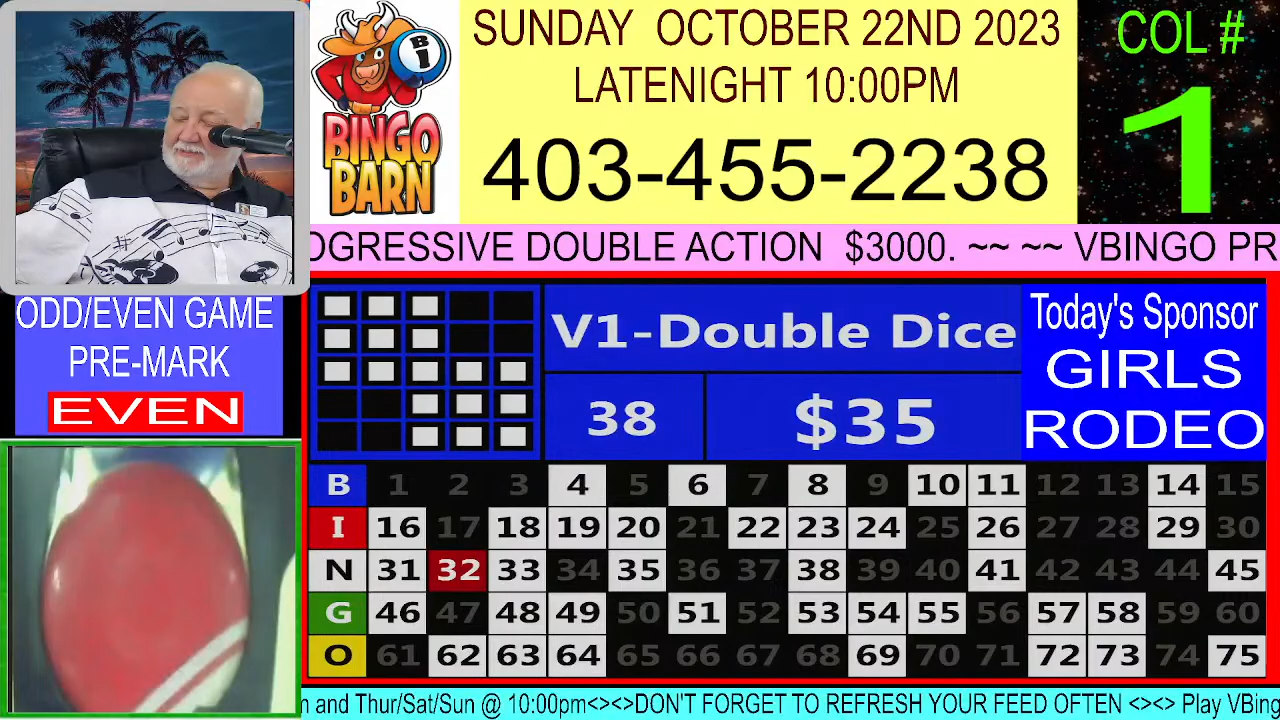 SUNDAY OCTOBER 22ND 2023
LATENIGHT 10:00PM
403-455-2238
COL #
1
BI
BINGO
BARN
OGRESSIVE DOUBLE ACTION $3000. ~~ ~~ VBINGO PR
ODD/EVEN GAME
PRE-MARK
EVEN
V1-Double Dice
38
$35
Today's Sponsor
GIRLS
RODEO
B 1 2 3 4 5 6 7 8 9 10 11 12 13 14 15
I 16 17 18 19 20 21 22 23 24 25 26 27 28 29 30
N 31 32 33 34 35 36 37 38 39 40 41 42 43 44 45
G 46 47 48 49 50 51 52 53 54 55 56 57 58 59 60
O 61 62 63 64 65 66 67 68 69 70 71 72 73 74 75
and Thur/Sat/Sun @ 10:00pm<<>>DON'T FORGET TO REFRESH YOUR FEED OFTEN <>><> Play VBing